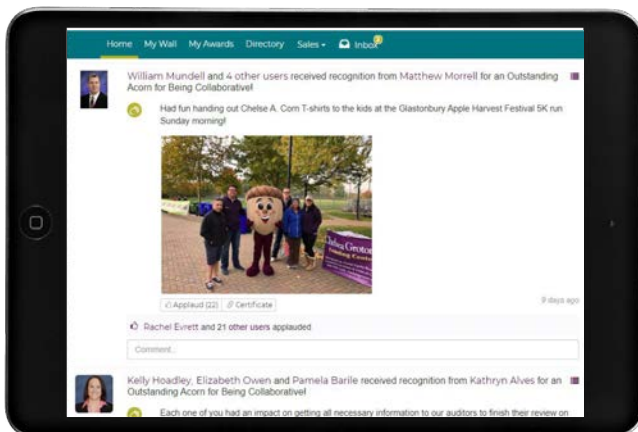 Home My Wall My Awards Directory Sales Inbox
William Mundell and 4 other users received recognition from Matthew Morrell for an Outstanding
Acorn for Being Collaborative!
Had fun handing out Chelse A. Corn T-shirts to the kids at the Glastonbury Apple Harvest Festival 5K run
Sunday morning!
Chelsea Groton
Lending Center
Applaud (22) Certificate
9 days ago
Rachel Evrett and 21 other users applauded
Comment...
Kelly Hoadley, Elizabeth Owen and Pamela Barile received recognition from Kathryn Alves for an
Outstanding Acorn for Being Collaborative!
Each one of you had an impact on getting all necessary information to our auditors to finish their review on